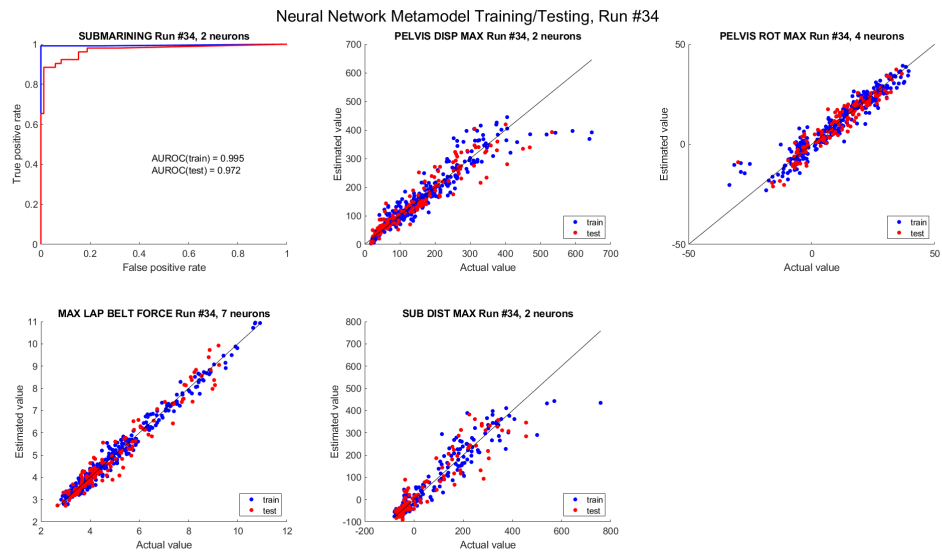 Neural Network Metamodel Training/Testing, Run #34
SUBMARINING Run #34, 2 neurons
True positive rate
1
0.8
0.6
0.4
0.2
0
AUROC(train) = 0.995
AUROC(test) = 0.972
0
0.2
0.4
0.6
0.8
1
False positive rate
PELVIS DISP MAX Run #34, 2 neurons
Estimated value
700
600
500
400
300
200
100
0
train
test
0
100
200
300
400
500
600
700
Actual value
PELVIS ROT MAX Run #34, 4 neurons
Estimated value
50
0
-50
train
test
-50
0
50
Actual value
MAX LAP BELT FORCE Run #34, 7 neurons
Estimated value
11
10
9
8
7
6
5
4
3
2
train
test
2
4
6
8
10
12
Actual value
SUB DIST MAX Run #34, 2 neurons
Estimated value
800
700
600
500
400
300
200
100
0
-100
train
test
-200
0
200
400
600
800
Actual value